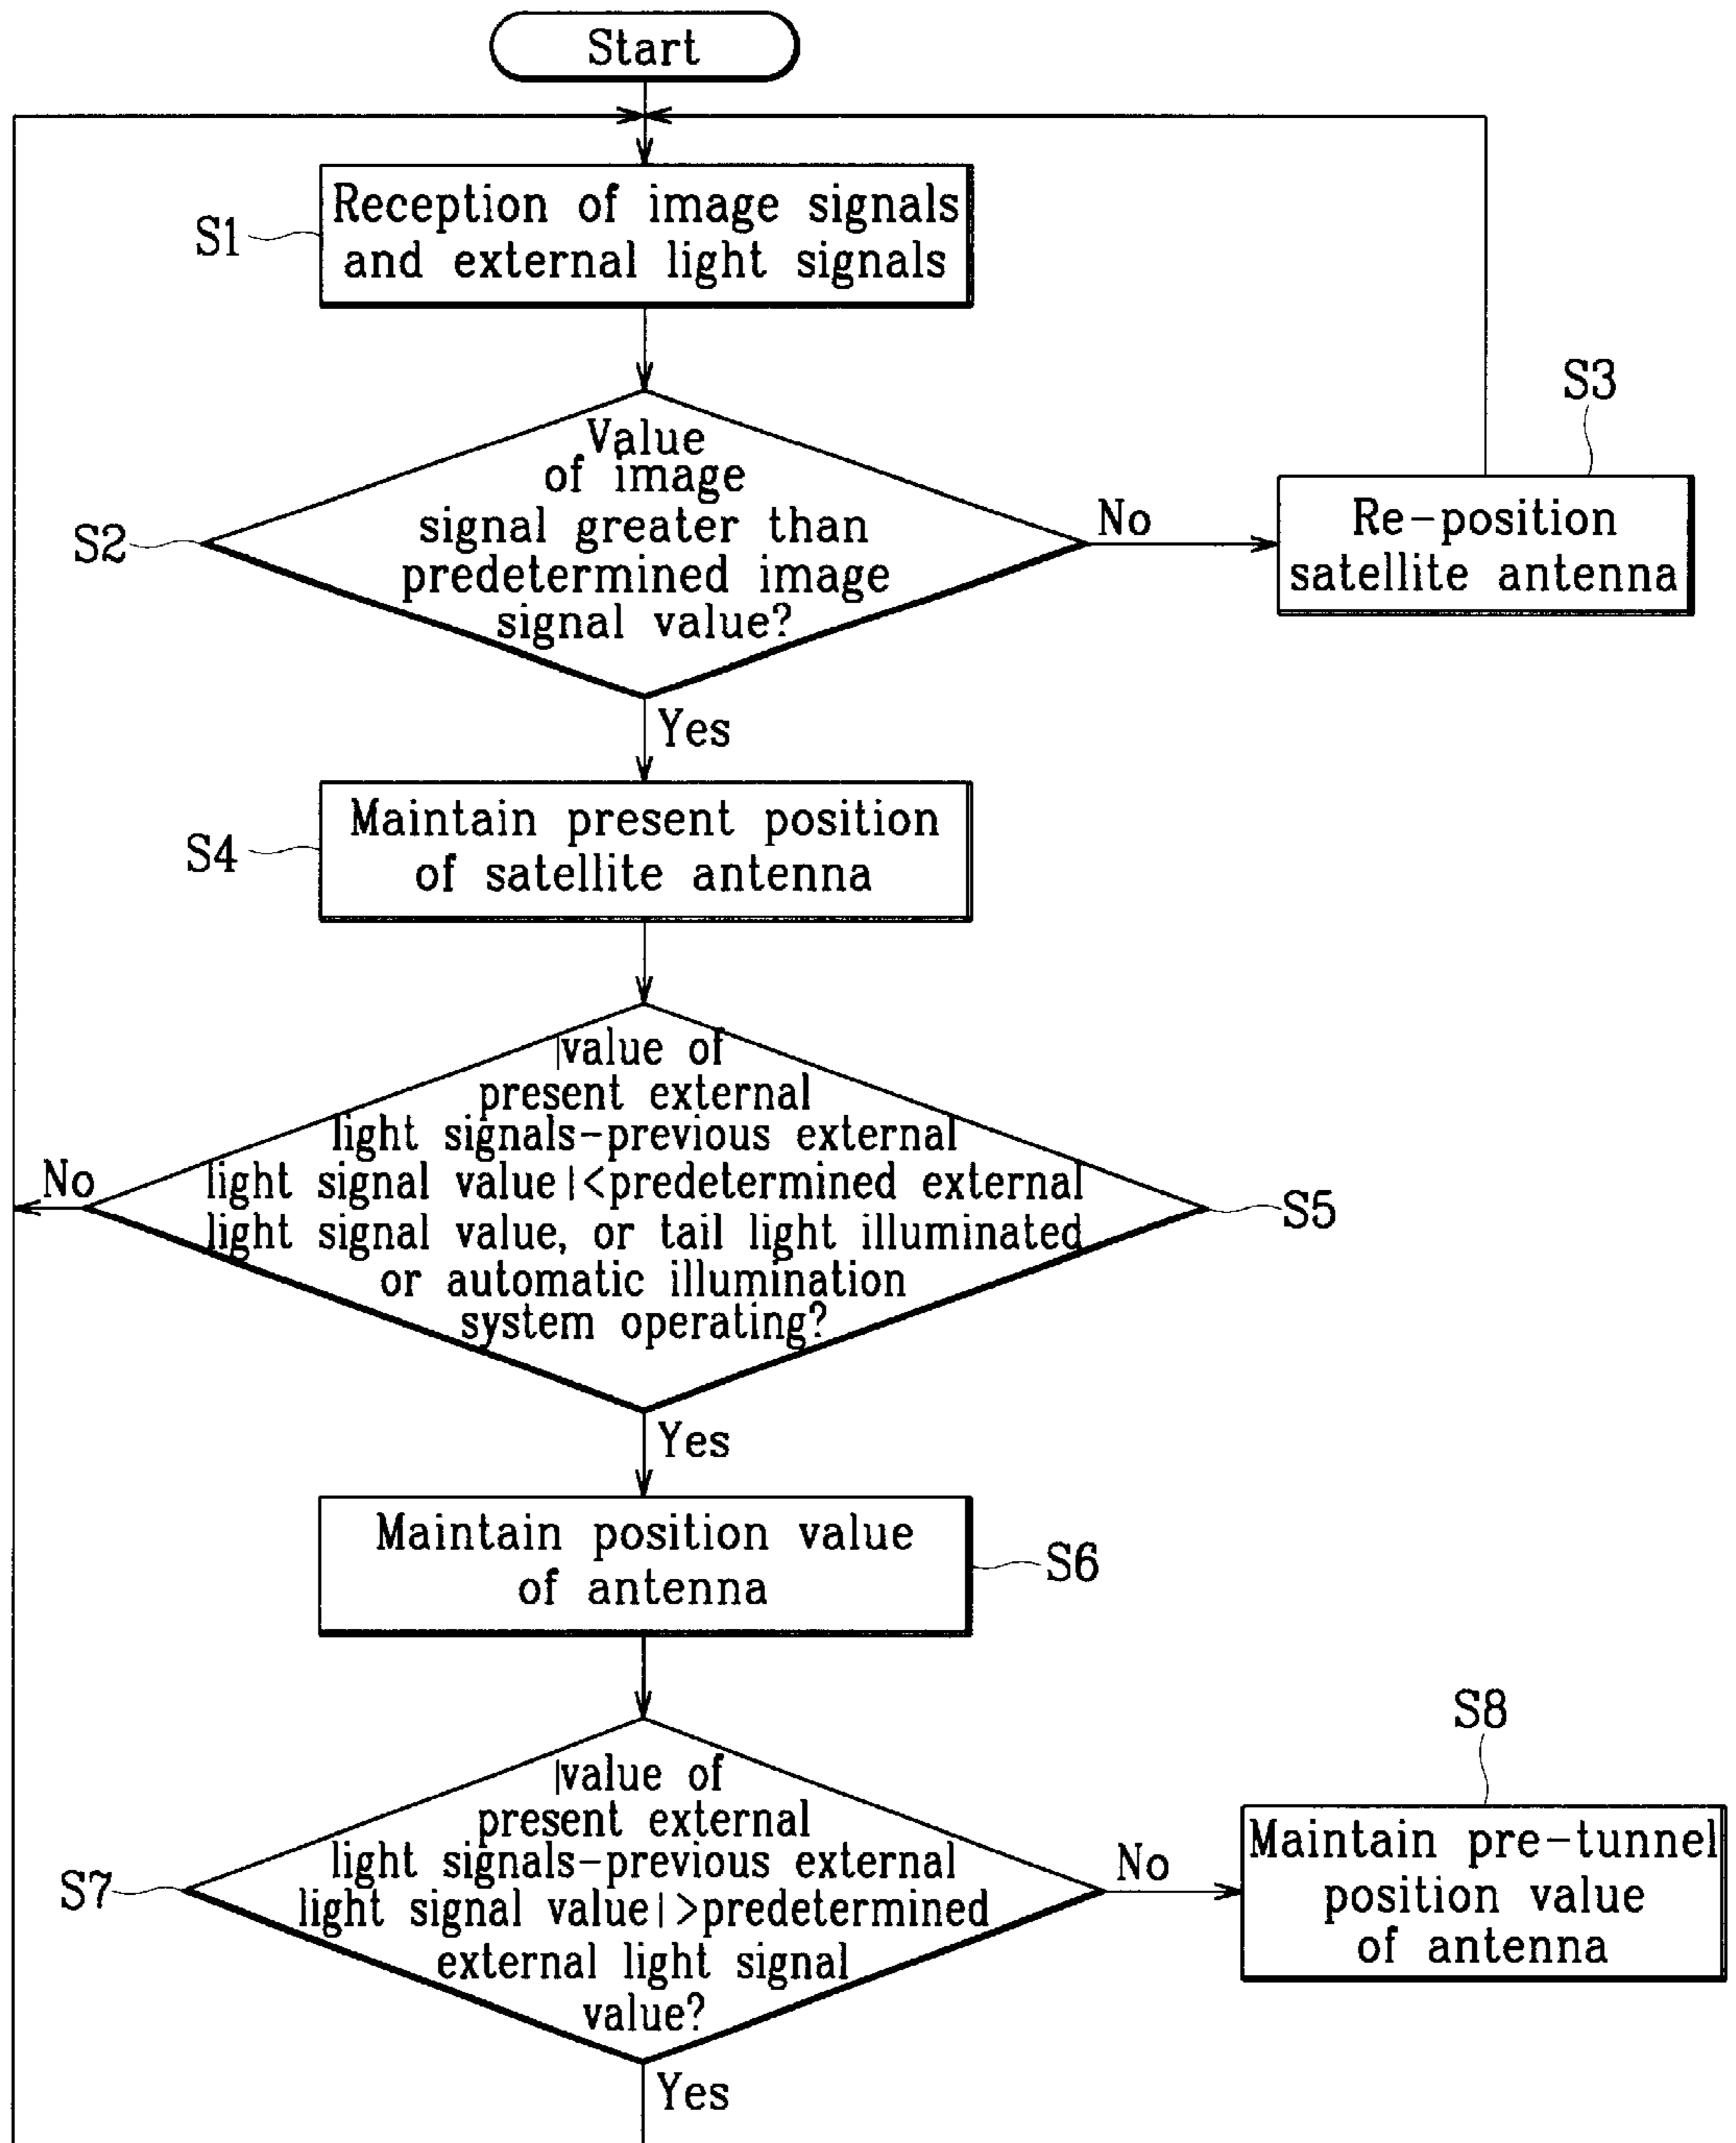 Start
S1
Reception of image signals
and external light signals
S2
Value
of image
signal greater than
predetermined image
signal value?
No
S3
Re-position
satellite antenna
Yes
S4
Maintain present position
of satellite antenna
|value of
present external
light signals-previous external
light signal value|<predetermined external
light signal value, or tail light illuminated
or automatic illumination
system operating?
No
S5
Yes
Maintain position value
of antenna
S6
S7
|value of
present external
light signals-previous external
light signal value|>predetermined
external light signal
value?
No
S8
Maintain pre-tunnel
position value
of antenna
Yes